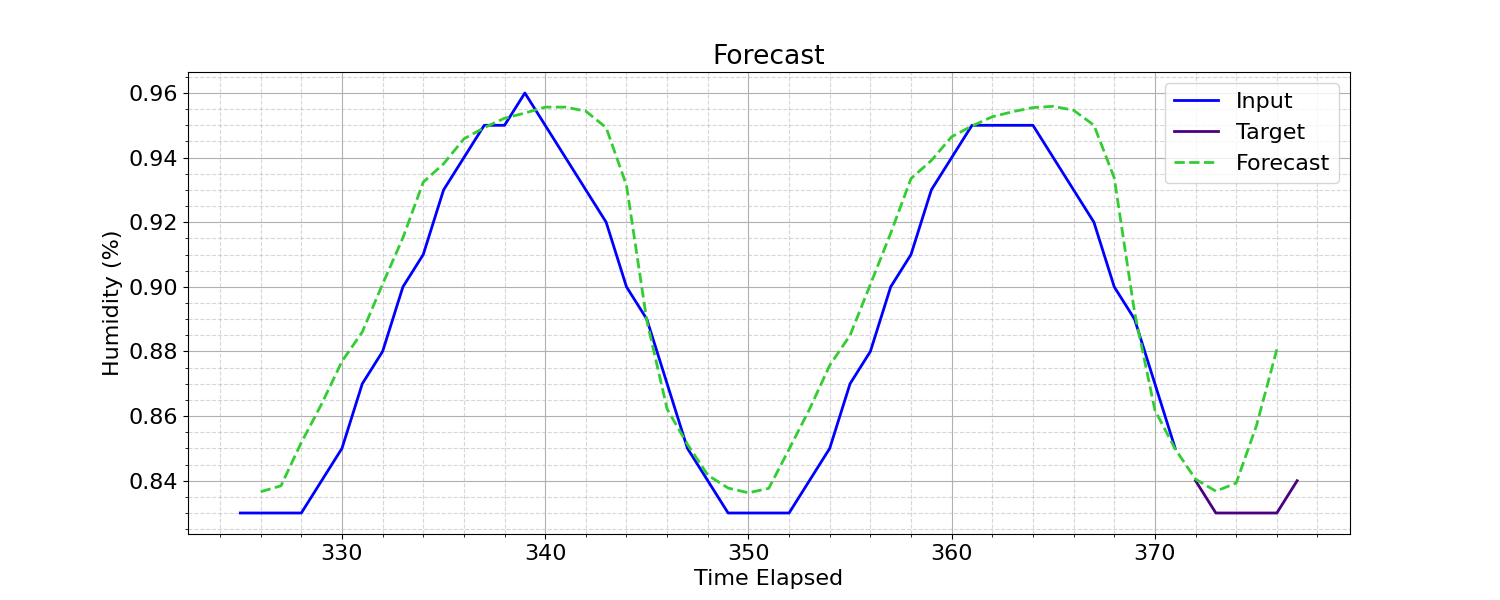 Forecast
Input
Target
Forecast
Humidity (%)
0.96
0.94
0.92
0.90
0.88
0.86
0.84
330 340 350 360 370
Time Elapsed